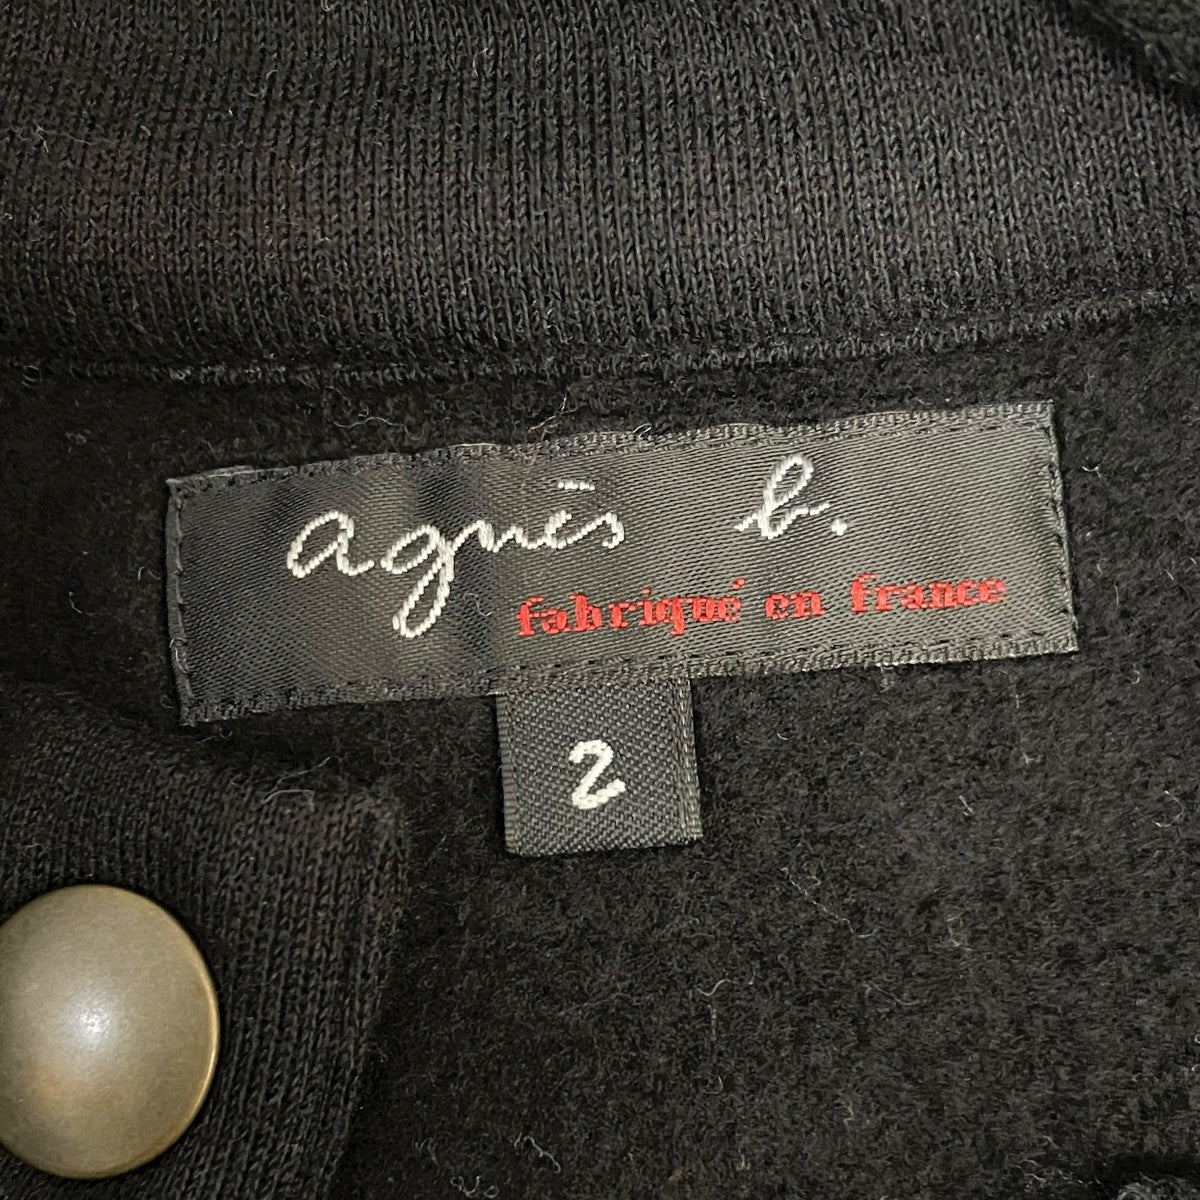 agnès b.
fabriqué en france
2